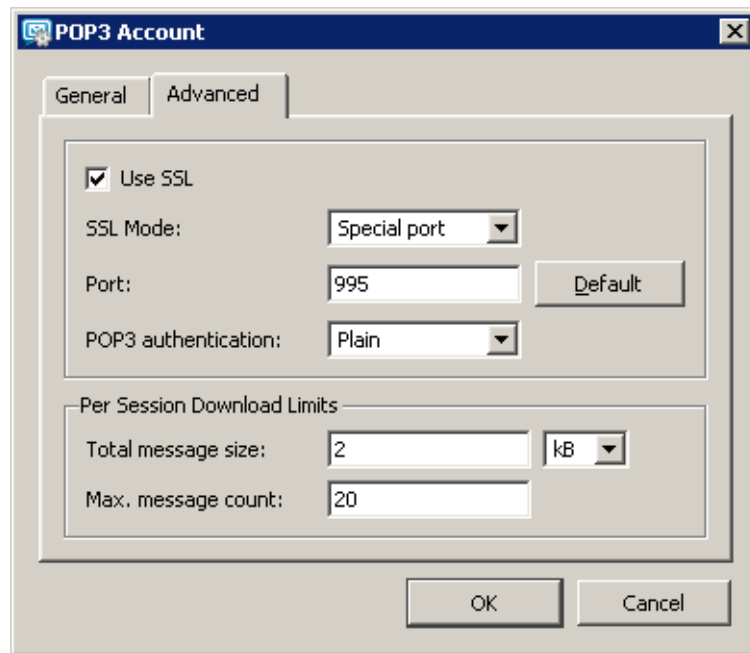 POP3 Account
General Advanced
Use SSL
SSL Mode: Special port
Port: 995 Default
POP3 authentication: Plain
Per Session Download Limits
Total message size: 2 kB
Max. message count: 20
OK Cancel